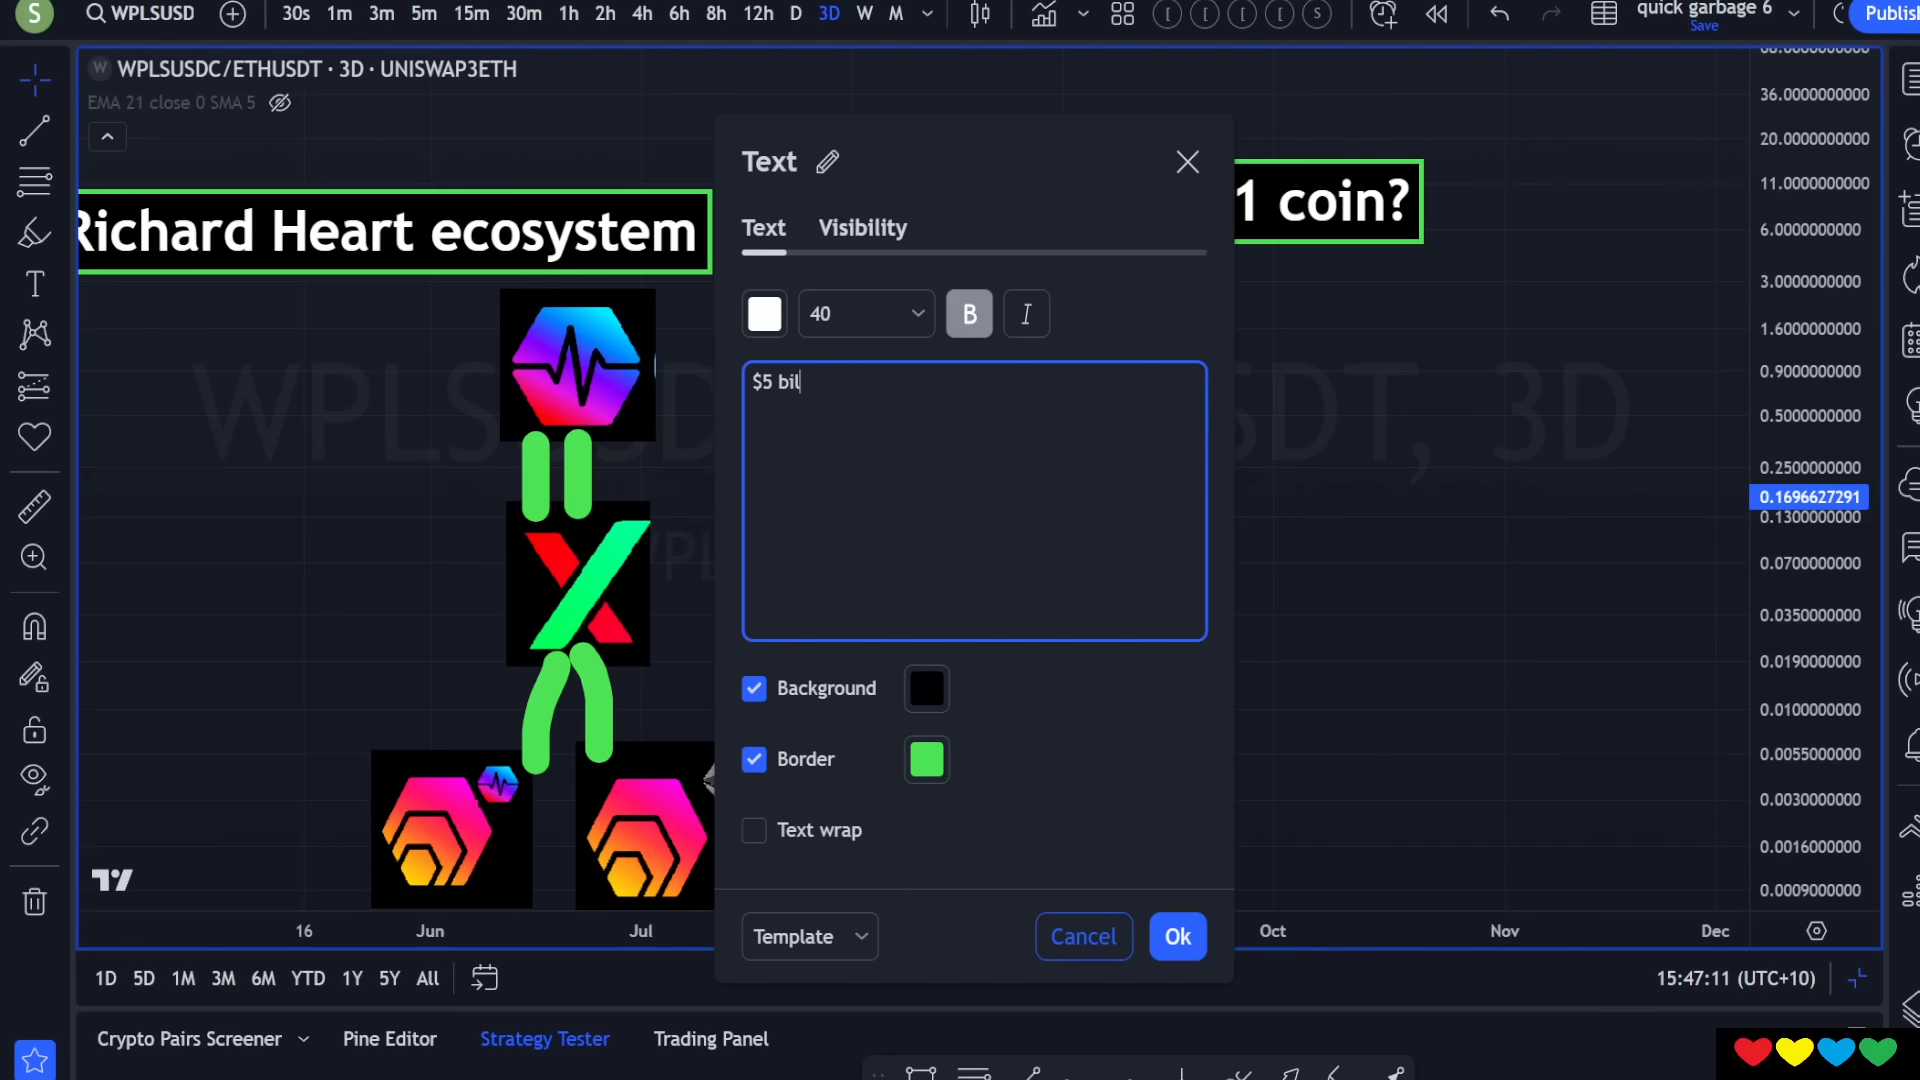 S WPLSUSD 30s 1m 3m 5m 15m 30m 1h 2h 4h 6h 8h 12h D 3D W M quick garbage 6 Save Publis
W WPLSUSDC/ETHUSDT · 3D · UNISWAP3ETH
EMA 21 close 0 SMA 5
Richard Heart ecosystem
1 coin?
Text
Text Visibility
40 B I
$5 bil
Background
Border
Text wrap
Template Cancel Ok
36.0000000000
20.0000000000
11.0000000000
6.0000000000
3.0000000000
1.6000000000
0.9000000000
0.5000000000
0.2500000000
0.1696627291
0.1300000000
0.0700000000
0.0350000000
0.0190000000
0.0100000000
0.0055000000
0.0030000000
0.0016000000
0.0009000000
16 Jun Jul Oct Nov Dec
1D 5D 1M 3M 6M YTD 1Y 5Y All 15:47:11 (UTC+10)
Crypto Pairs Screener Pine Editor Strategy Tester Trading Panel